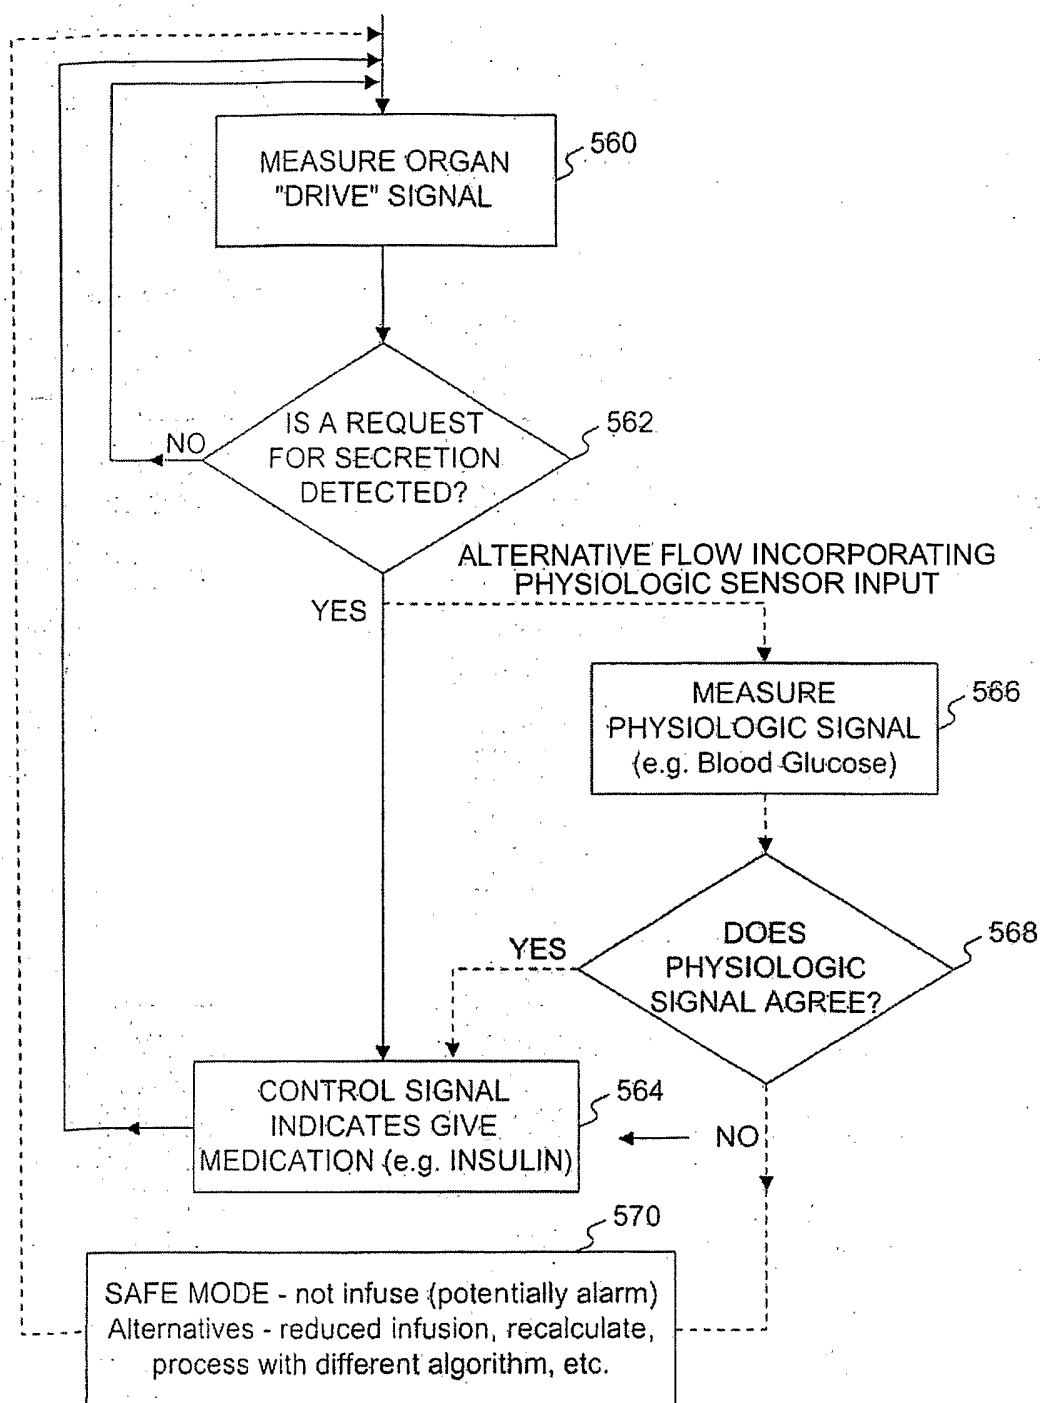 MEASURE ORGAN
"DRIVE" SIGNAL
560
IS A REQUEST
FOR SECRETION
DETECTED?
562
NO
YES
ALTERNATIVE FLOW INCORPORATING
PHYSIOLOGIC SENSOR INPUT
MEASURE
PHYSIOLOGIC SIGNAL
(e.g. Blood Glucose)
566
DOES
PHYSIOLOGIC
SIGNAL AGREE?
568
YES
CONTROL SIGNAL
INDICATES GIVE
MEDICATION (e.g. INSULIN)
564
NO
570
SAFE MODE - not infuse (potentially alarm)
Alternatives - reduced infusion, recalculate,
process with different algorithm, etc.